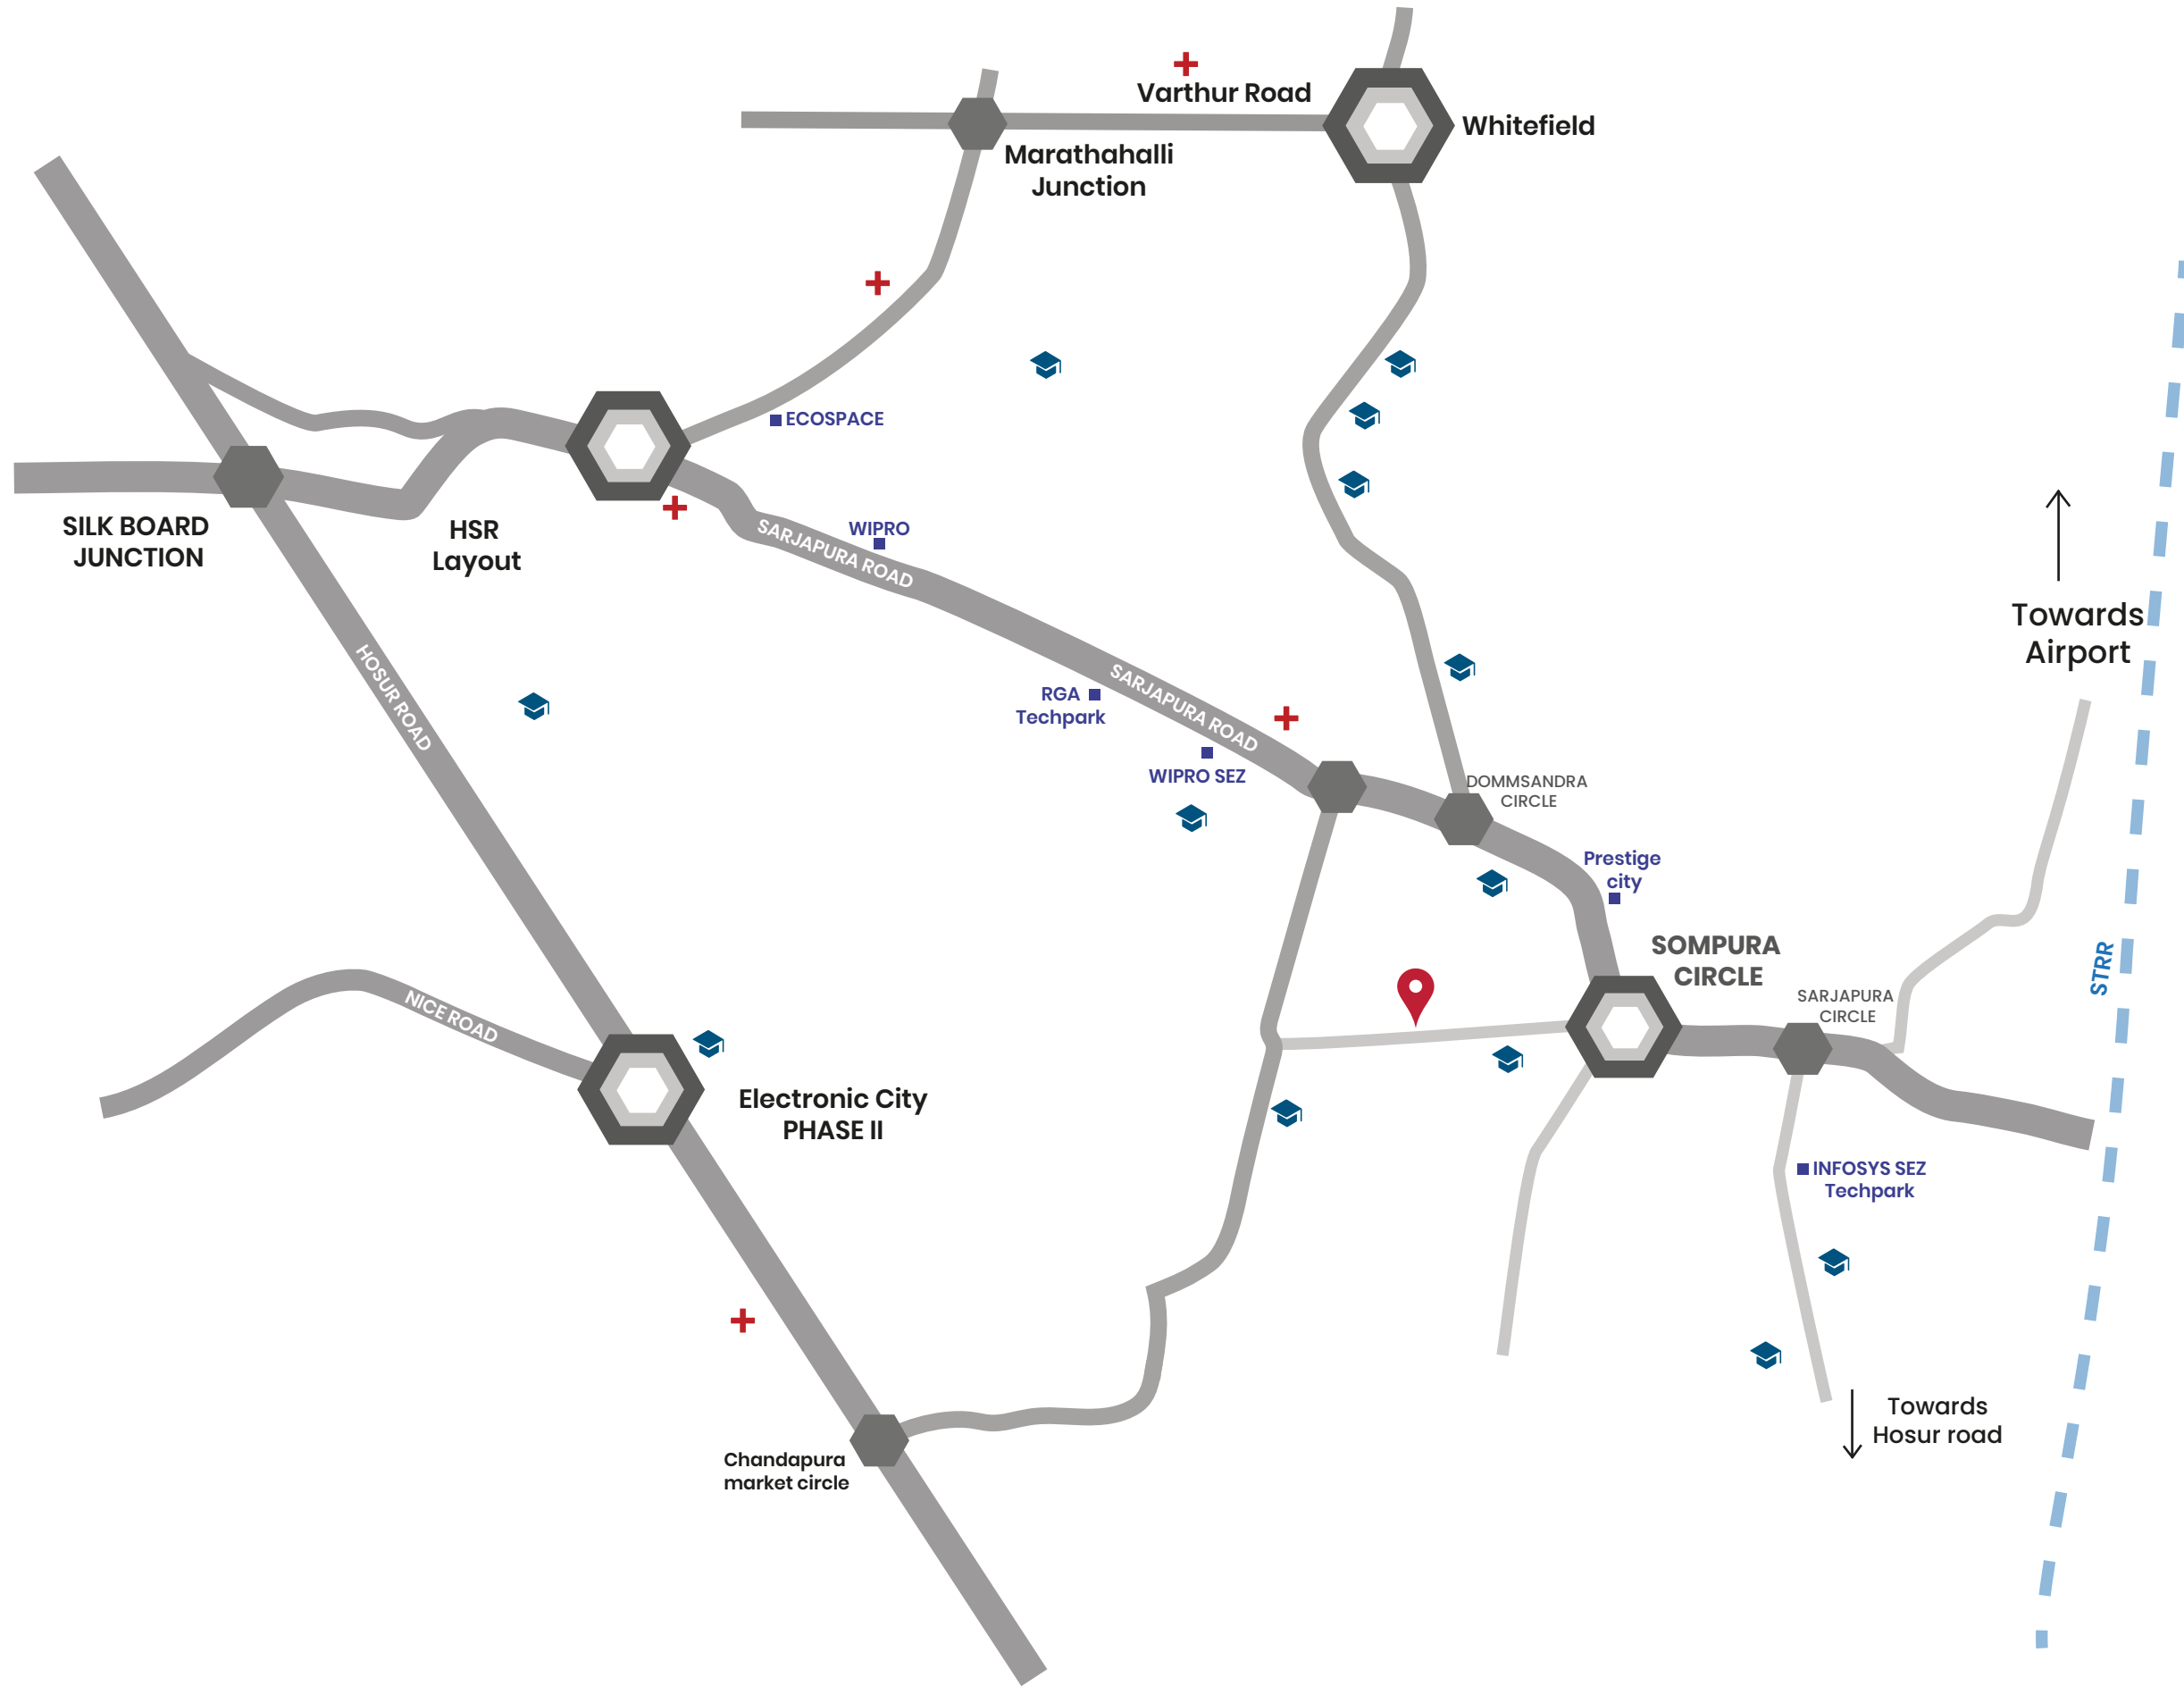 Varthur Road
Whitefield
Marathahalli
Junction
ECOSPACE
SILK BOARD
JUNCTION
HSR
Layout
WIPRO
SARJAPURA ROAD
HOSUR ROAD
RGA
Techpark
SARJAPURA ROAD
WIPRO SEZ
Towards
Airport
DOMMSANDRA
CIRCLE
Prestige
city
SOMPURA
CIRCLE
STRR
SARJAPURA
CIRCLE
NICE ROAD
Electronic City
PHASE II
INFOSYS SEZ
Techpark
Towards
Hosur road
Chandapura
market circle